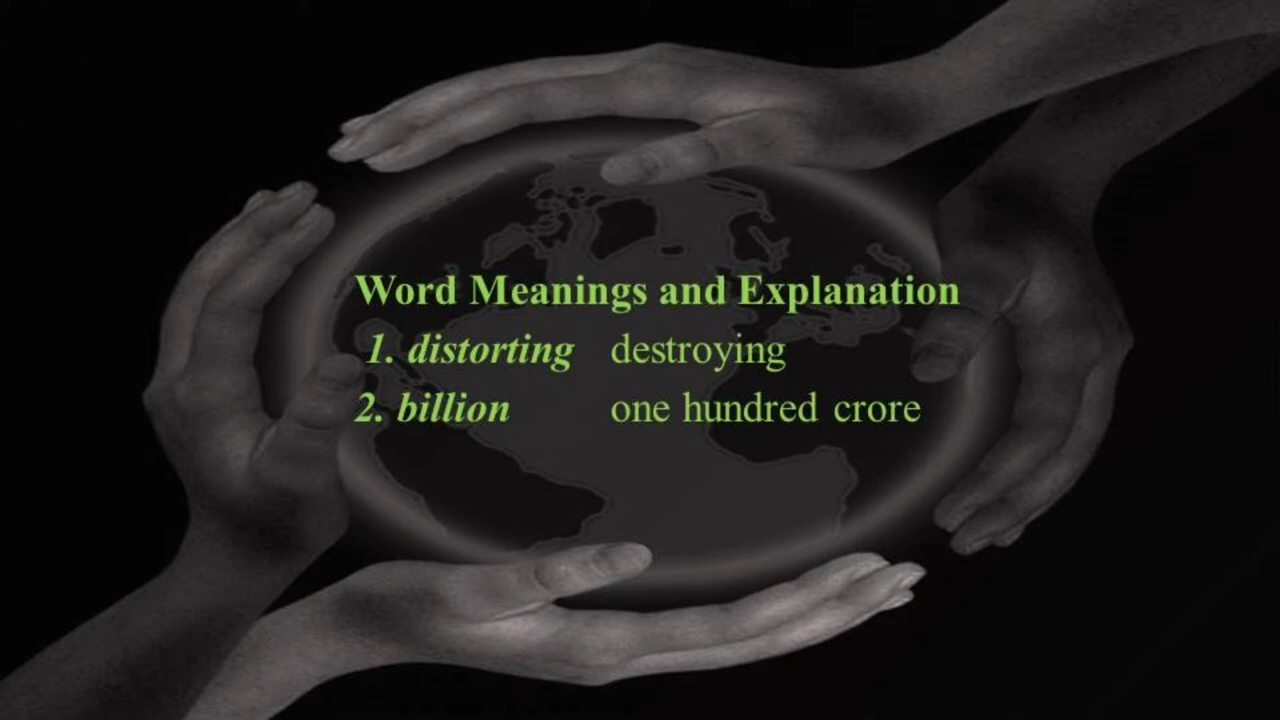 Word Meanings and Explanation
1. distorting destroying
2. billion one hundred crore